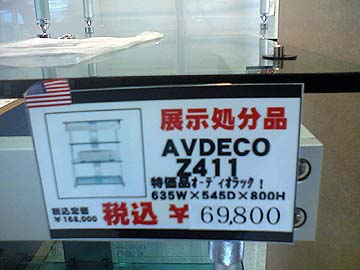 展示処分品
AVDECO
Z411
特価品オーディオラック!
635W×545D×800H
税込定価
¥168,000
税込 ¥ 69,800